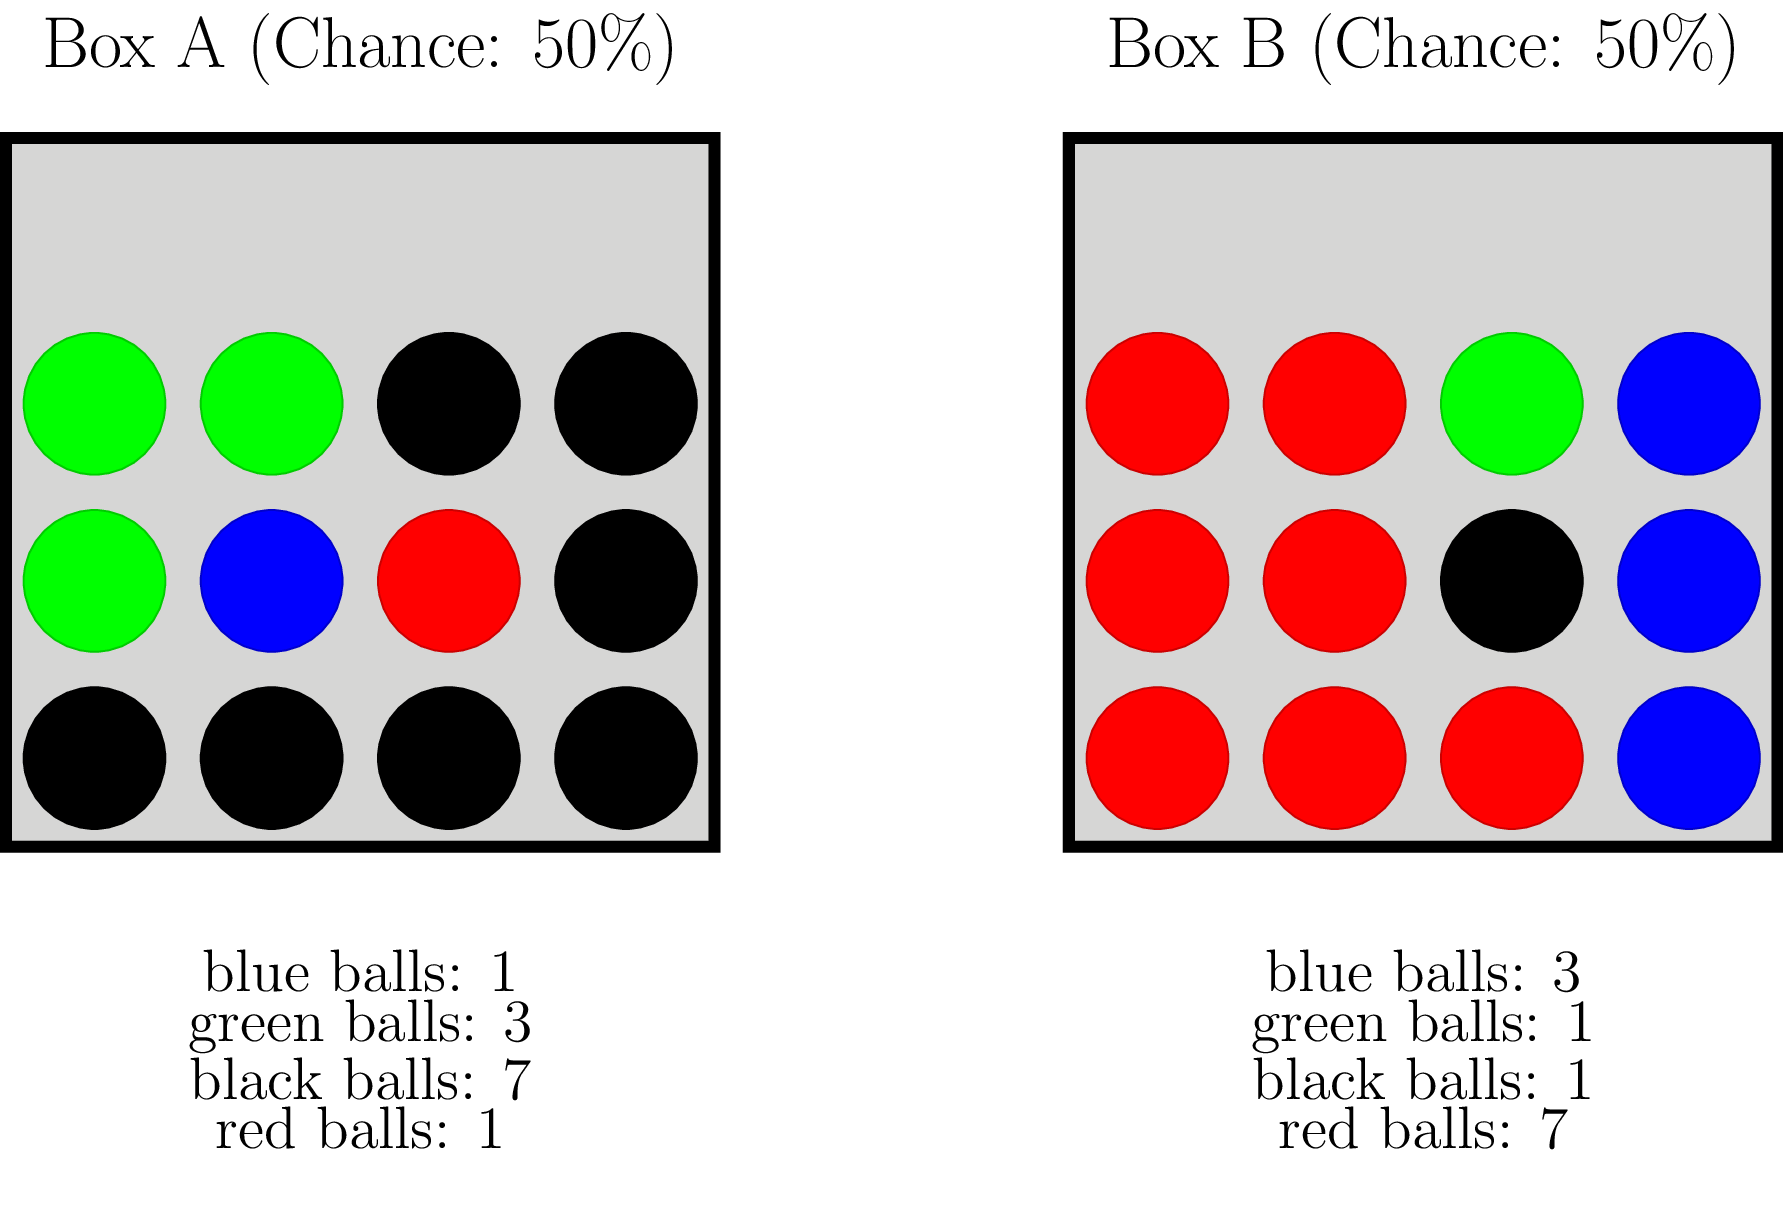 Box A (Chance: 50%)
Box B (Chance: 50%)
blue balls: 1
green balls: 3
black balls: 7
red balls: 1
blue balls: 3
green balls: 1
black balls: 1
red balls: 7